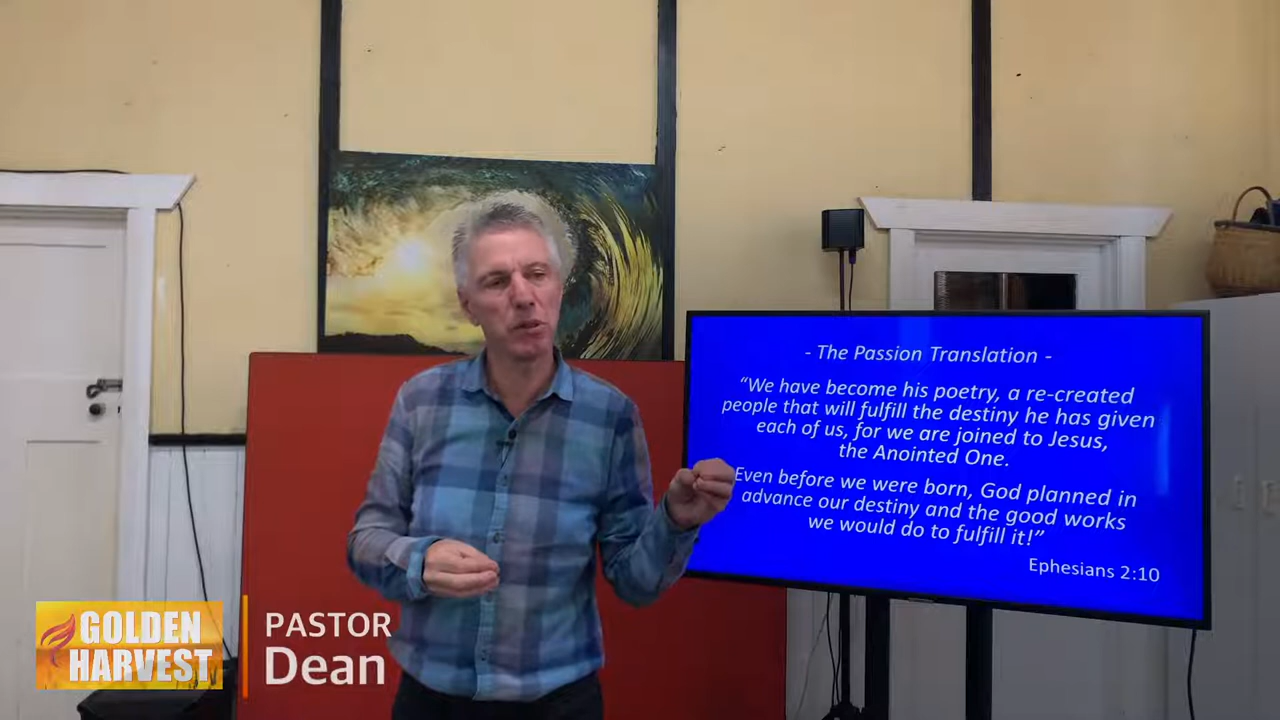 - The Passion Translation -
“We have become his poetry, a re-created
people that will fulfill the destiny he has given
each of us, for we are joined to Jesus,
the Anointed One.
Even before we were born, God planned in
advance our destiny and the good works
we would do to fulfill it!”
Ephesians 2:10
GOLDEN
HARVEST
PASTOR
Dean